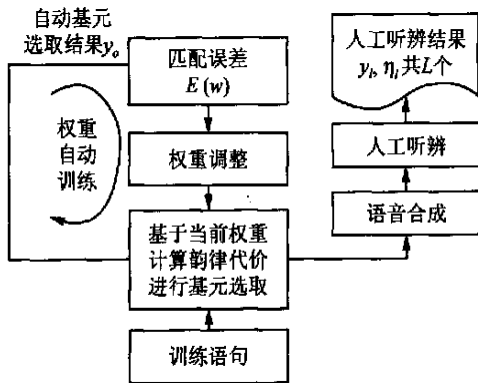 自动基元
选取结果yₒ
匹配误差
E (w)
人工听辨结果
yₗ, ηₗ 共L个
权重
自动
训练
权重调整
人工听辨
语音合成
基于当前权重
计算韵律代价
进行基元选取
训练语句